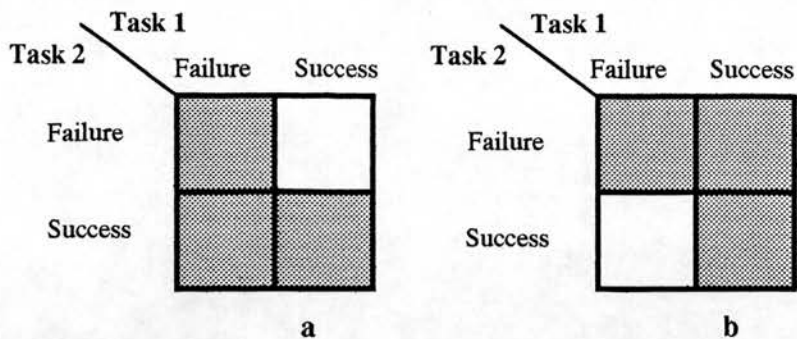 Task 1
Task 2
Failure Success
Failure
Success
a
Task 1
Task 2
Failure Success
Failure
Success
b